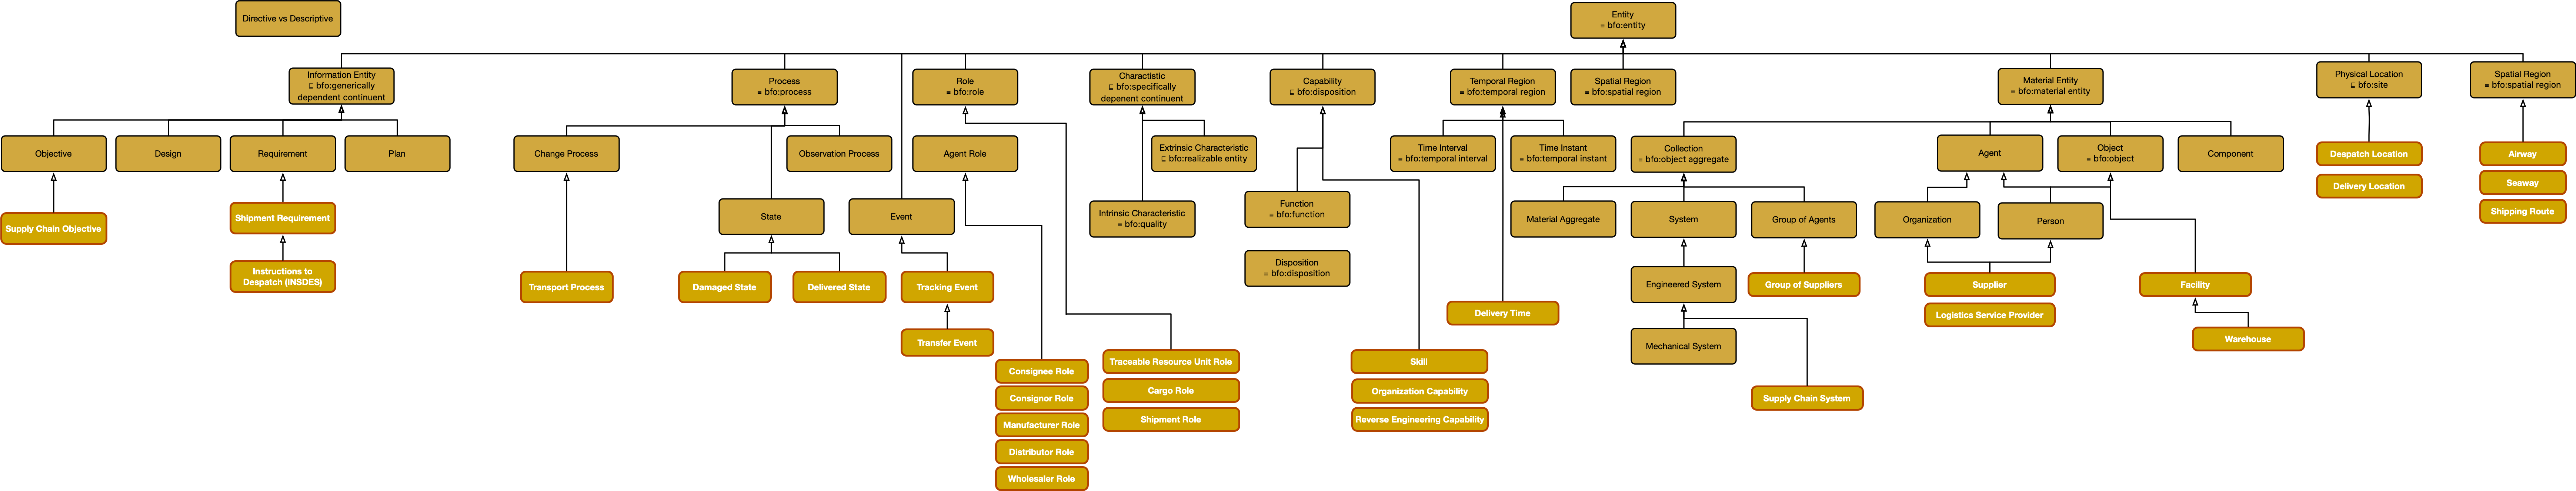 Directive vs Descriptive
Entity
= bfo:entity
Information Entity
⊑ bfo:generically
dependent continuent
Process
= bfo:process
Role
= bfo:role
Charactistic
⊑ bfo:specifically
depenent continuent
Capability
⊑ bfo:disposition
Temporal Region
= bfo:temporal region
Spatial Region
= bfo:spatial region
Material Entity
= bfo:material entity
Physical Location
⊑ bfo:site
Spatial Region
= bfo:spatial region
Objective
Design
Requirement
Plan
Change Process
Observation Process
Agent Role
Extrinsic Characteristic
⊑ bfo:realizable entity
Time Interval
= bfo:temporal interval
Time Instant
= bfo:temporal instant
Collection
= bfo:object aggregate
Agent
Object
= bfo:object
Component
Despatch Location
Airway
Delivery Location
Seaway
Shipping Route
Supply Chain Objective
Shipment Requirement
State
Event
Intrinsic Characteristic
= bfo:quality
Function
= bfo:function
Material Aggregate
System
Group of Agents
Organization
Person
Instructions to
Despatch (INSDES)
Transport Process
Damaged State
Delivered State
Tracking Event
Disposition
= bfo:disposition
Engineered System
Group of Suppliers
Supplier
Facility
Delivery Time
Logistics Service Provider
Transfer Event
Mechanical System
Warehouse
Consignee Role
Consignor Role
Manufacturer Role
Distributor Role
Wholesaler Role
Traceable Resource Unit Role
Cargo Role
Shipment Role
Skill
Organization Capability
Reverse Engineering Capability
Supply Chain System